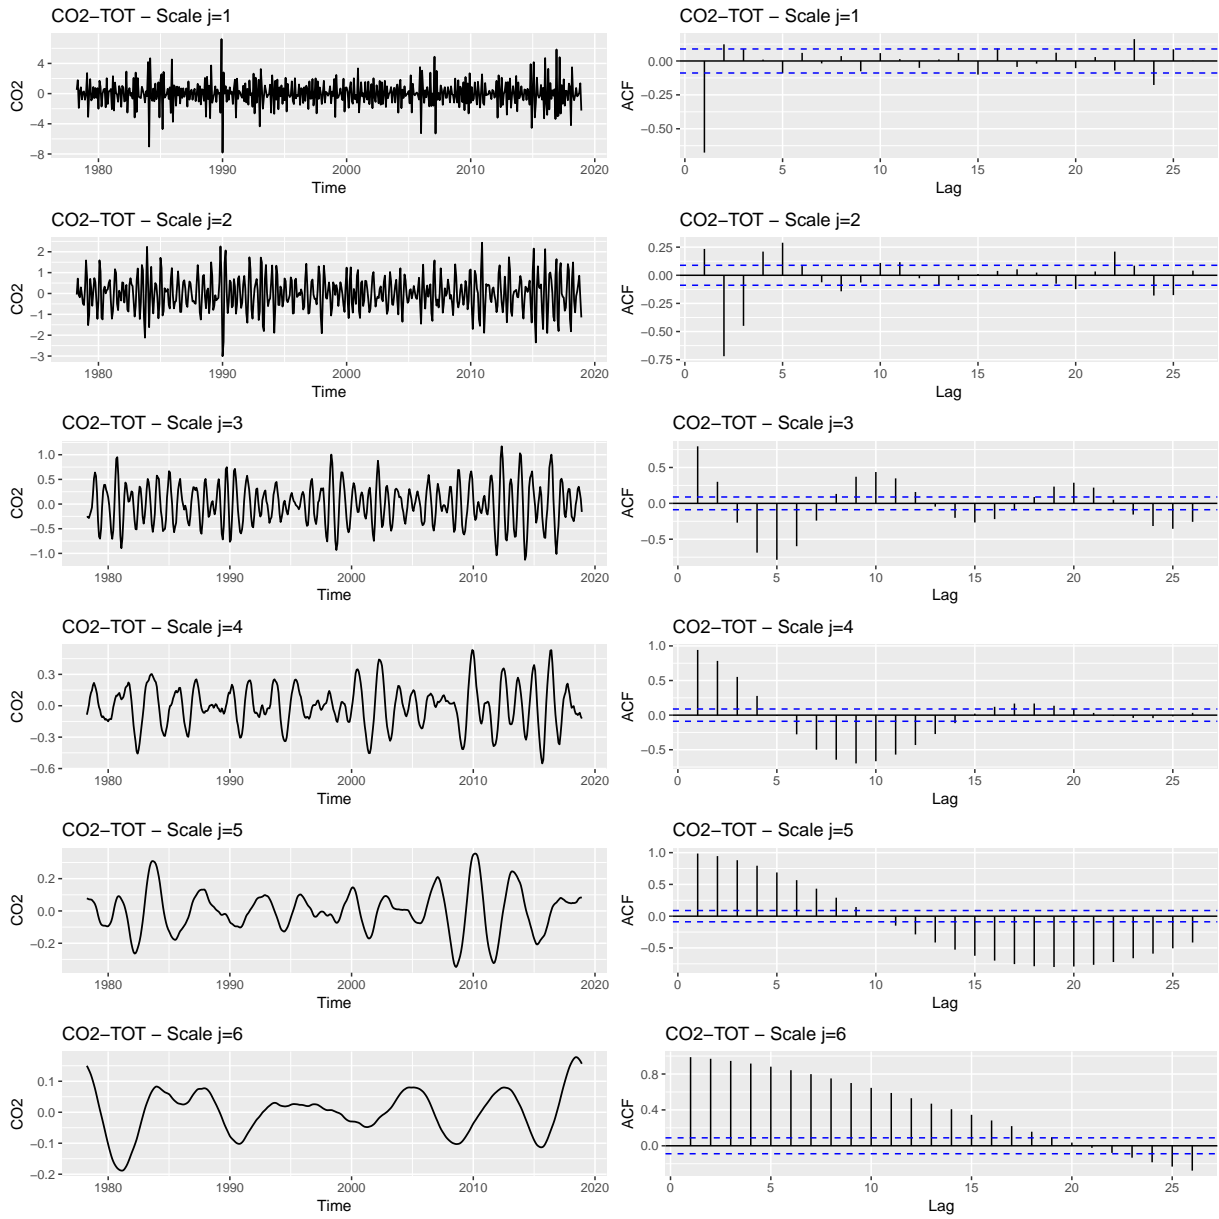 CO2−TOT − Scale j=1
CO2
4
0
−4
−8
1980 1990 2000 2010 2020
Time
CO2−TOT − Scale j=1
ACF
0.00
−0.25
−0.50
0 5 10 15 20 25
Lag
CO2−TOT − Scale j=2
CO2
2
1
0
−1
−2
−3
1980 1990 2000 2010 2020
Time
CO2−TOT − Scale j=2
ACF
0.25
0.00
−0.25
−0.50
−0.75
0 5 10 15 20 25
Lag
CO2−TOT − Scale j=3
CO2
1.0
0.5
0.0
−0.5
−1.0
1980 1990 2000 2010 2020
Time
CO2−TOT − Scale j=3
ACF
0.5
0.0
−0.5
0 5 10 15 20 25
Lag
CO2−TOT − Scale j=4
CO2
0.3
0.0
−0.3
−0.6
1980 1990 2000 2010 2020
Time
CO2−TOT − Scale j=4
ACF
1.0
0.5
0.0
−0.5
0 5 10 15 20 25
Lag
CO2−TOT − Scale j=5
CO2
0.2
0.0
−0.2
1980 1990 2000 2010 2020
Time
CO2−TOT − Scale j=5
ACF
1.0
0.5
0.0
−0.5
0 5 10 15 20 25
Lag
CO2−TOT − Scale j=6
CO2
0.1
0.0
−0.1
−0.2
1980 1990 2000 2010 2020
Time
CO2−TOT − Scale j=6
ACF
0.8
0.4
0.0
0 5 10 15 20 25
Lag